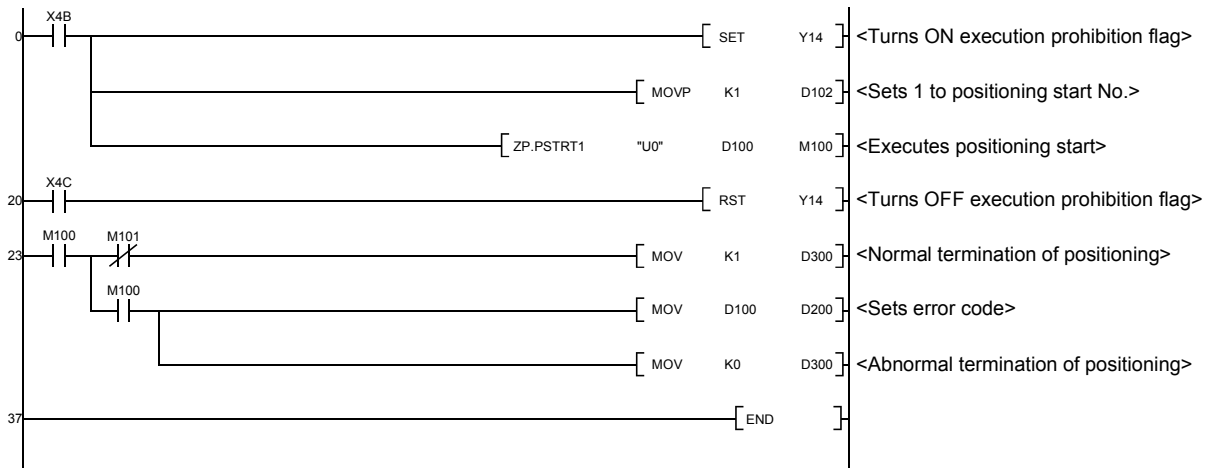 X4B
0 SET Y14 <Turns ON execution prohibition flag>
MOVP K1 D102 <Sets 1 to positioning start No.>
ZP.PSTRT1 "U0" D100 M100 <Executes positioning start>
X4C
20 RST Y14 <Turns OFF execution prohibition flag>
M100 M101
23 MOV K1 D300 <Normal termination of positioning>
M100
MOV D100 D200 <Sets error code>
MOV K0 D300 <Abnormal termination of positioning>
37 END